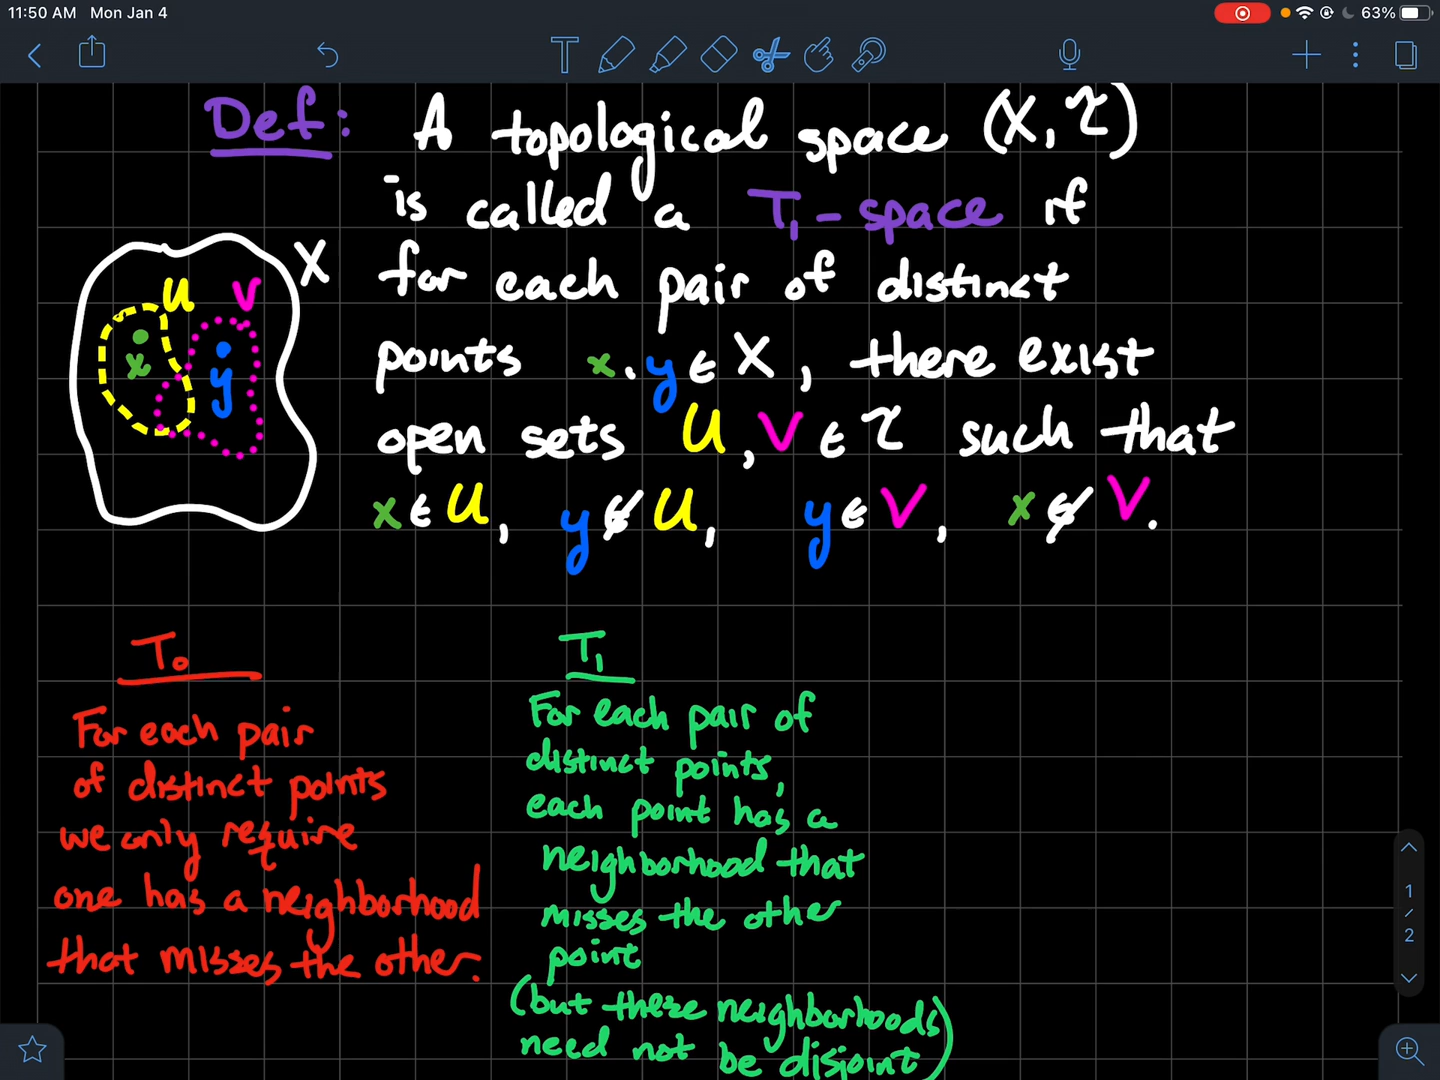 11:50 AM Mon Jan 4
63%
Def: A topological space (X, τ)
is called a T₁-space if
for each pair of distinct
points x, y ∈ X, there exist
open sets U, V ∈ τ such that
x ∈ U, y ∉ U, y ∈ V, x ∉ V.
X
U V
x y
T₀
For each pair
of distinct points
we only require
one has a neighborhood
that misses the other.
T₁
For each pair of
distinct points,
each point has a
neighborhood that
misses the other
point
(but these neighborhoods
need not be disjoint)
1
/
2